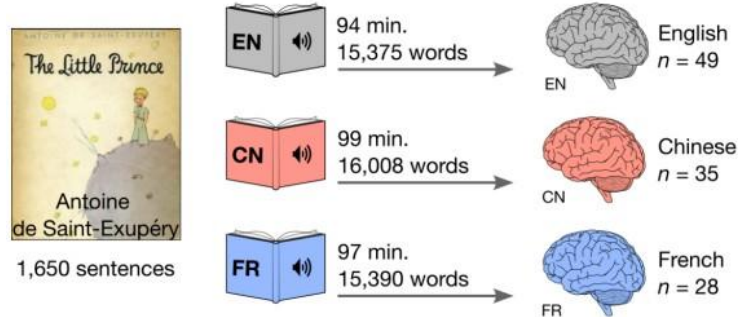 ANTOINE DE SAINT-EXUPÉRY
The Little Prince
Antoine
de Saint-Exupéry
1,650 sentences
EN
94 min.
15,375 words
EN
English
n = 49
CN
99 min.
16,008 words
CN
Chinese
n = 35
FR
97 min.
15,390 words
FR
French
n = 28